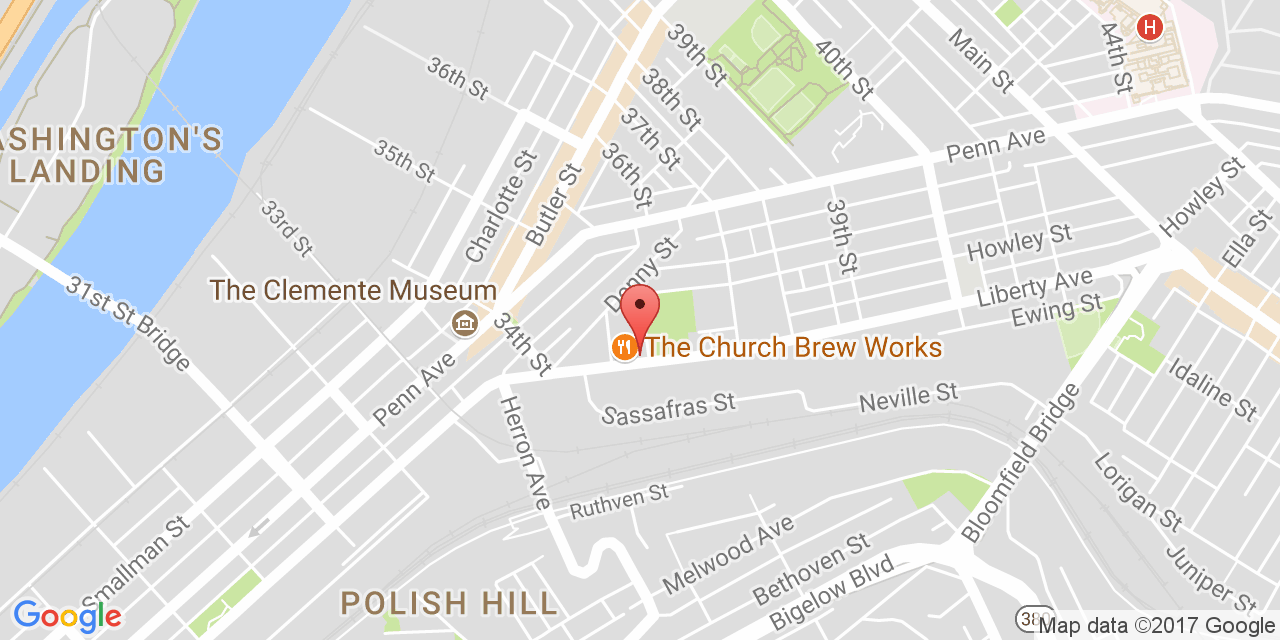 39th St
40th St
Main St
44th St
H
36th St
38th St
37th St
Penn Ave
ASHINGTON'S
LANDING
35th St
Charlotte St
Butler St
36th St
Howley St
33rd St
39th St
Howley St
Ella St
Denny St
31st St Bridge
The Clemente Museum
Liberty Ave
Ewing St
34th St
The Church Brew Works
Penn Ave
Idaline St
Sassafras St
Neville St
Herron Ave
Bloomfield Bridge
Lorigan St
Ruthven St
Smallman St
Melwood Ave
Bethoven St
Juniper St
Bigelow Blvd
POLISH HILL
Google
Map data ©2017 Google